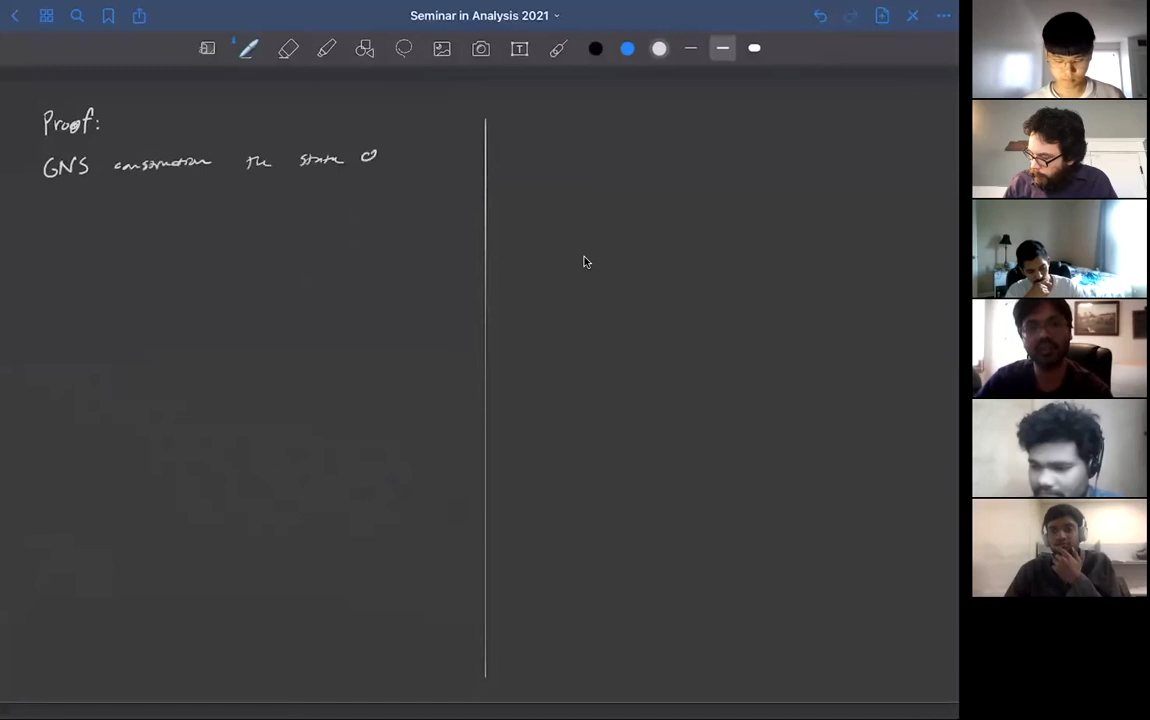 Seminar in Analysis 2021
Proof:
GNS construction the state